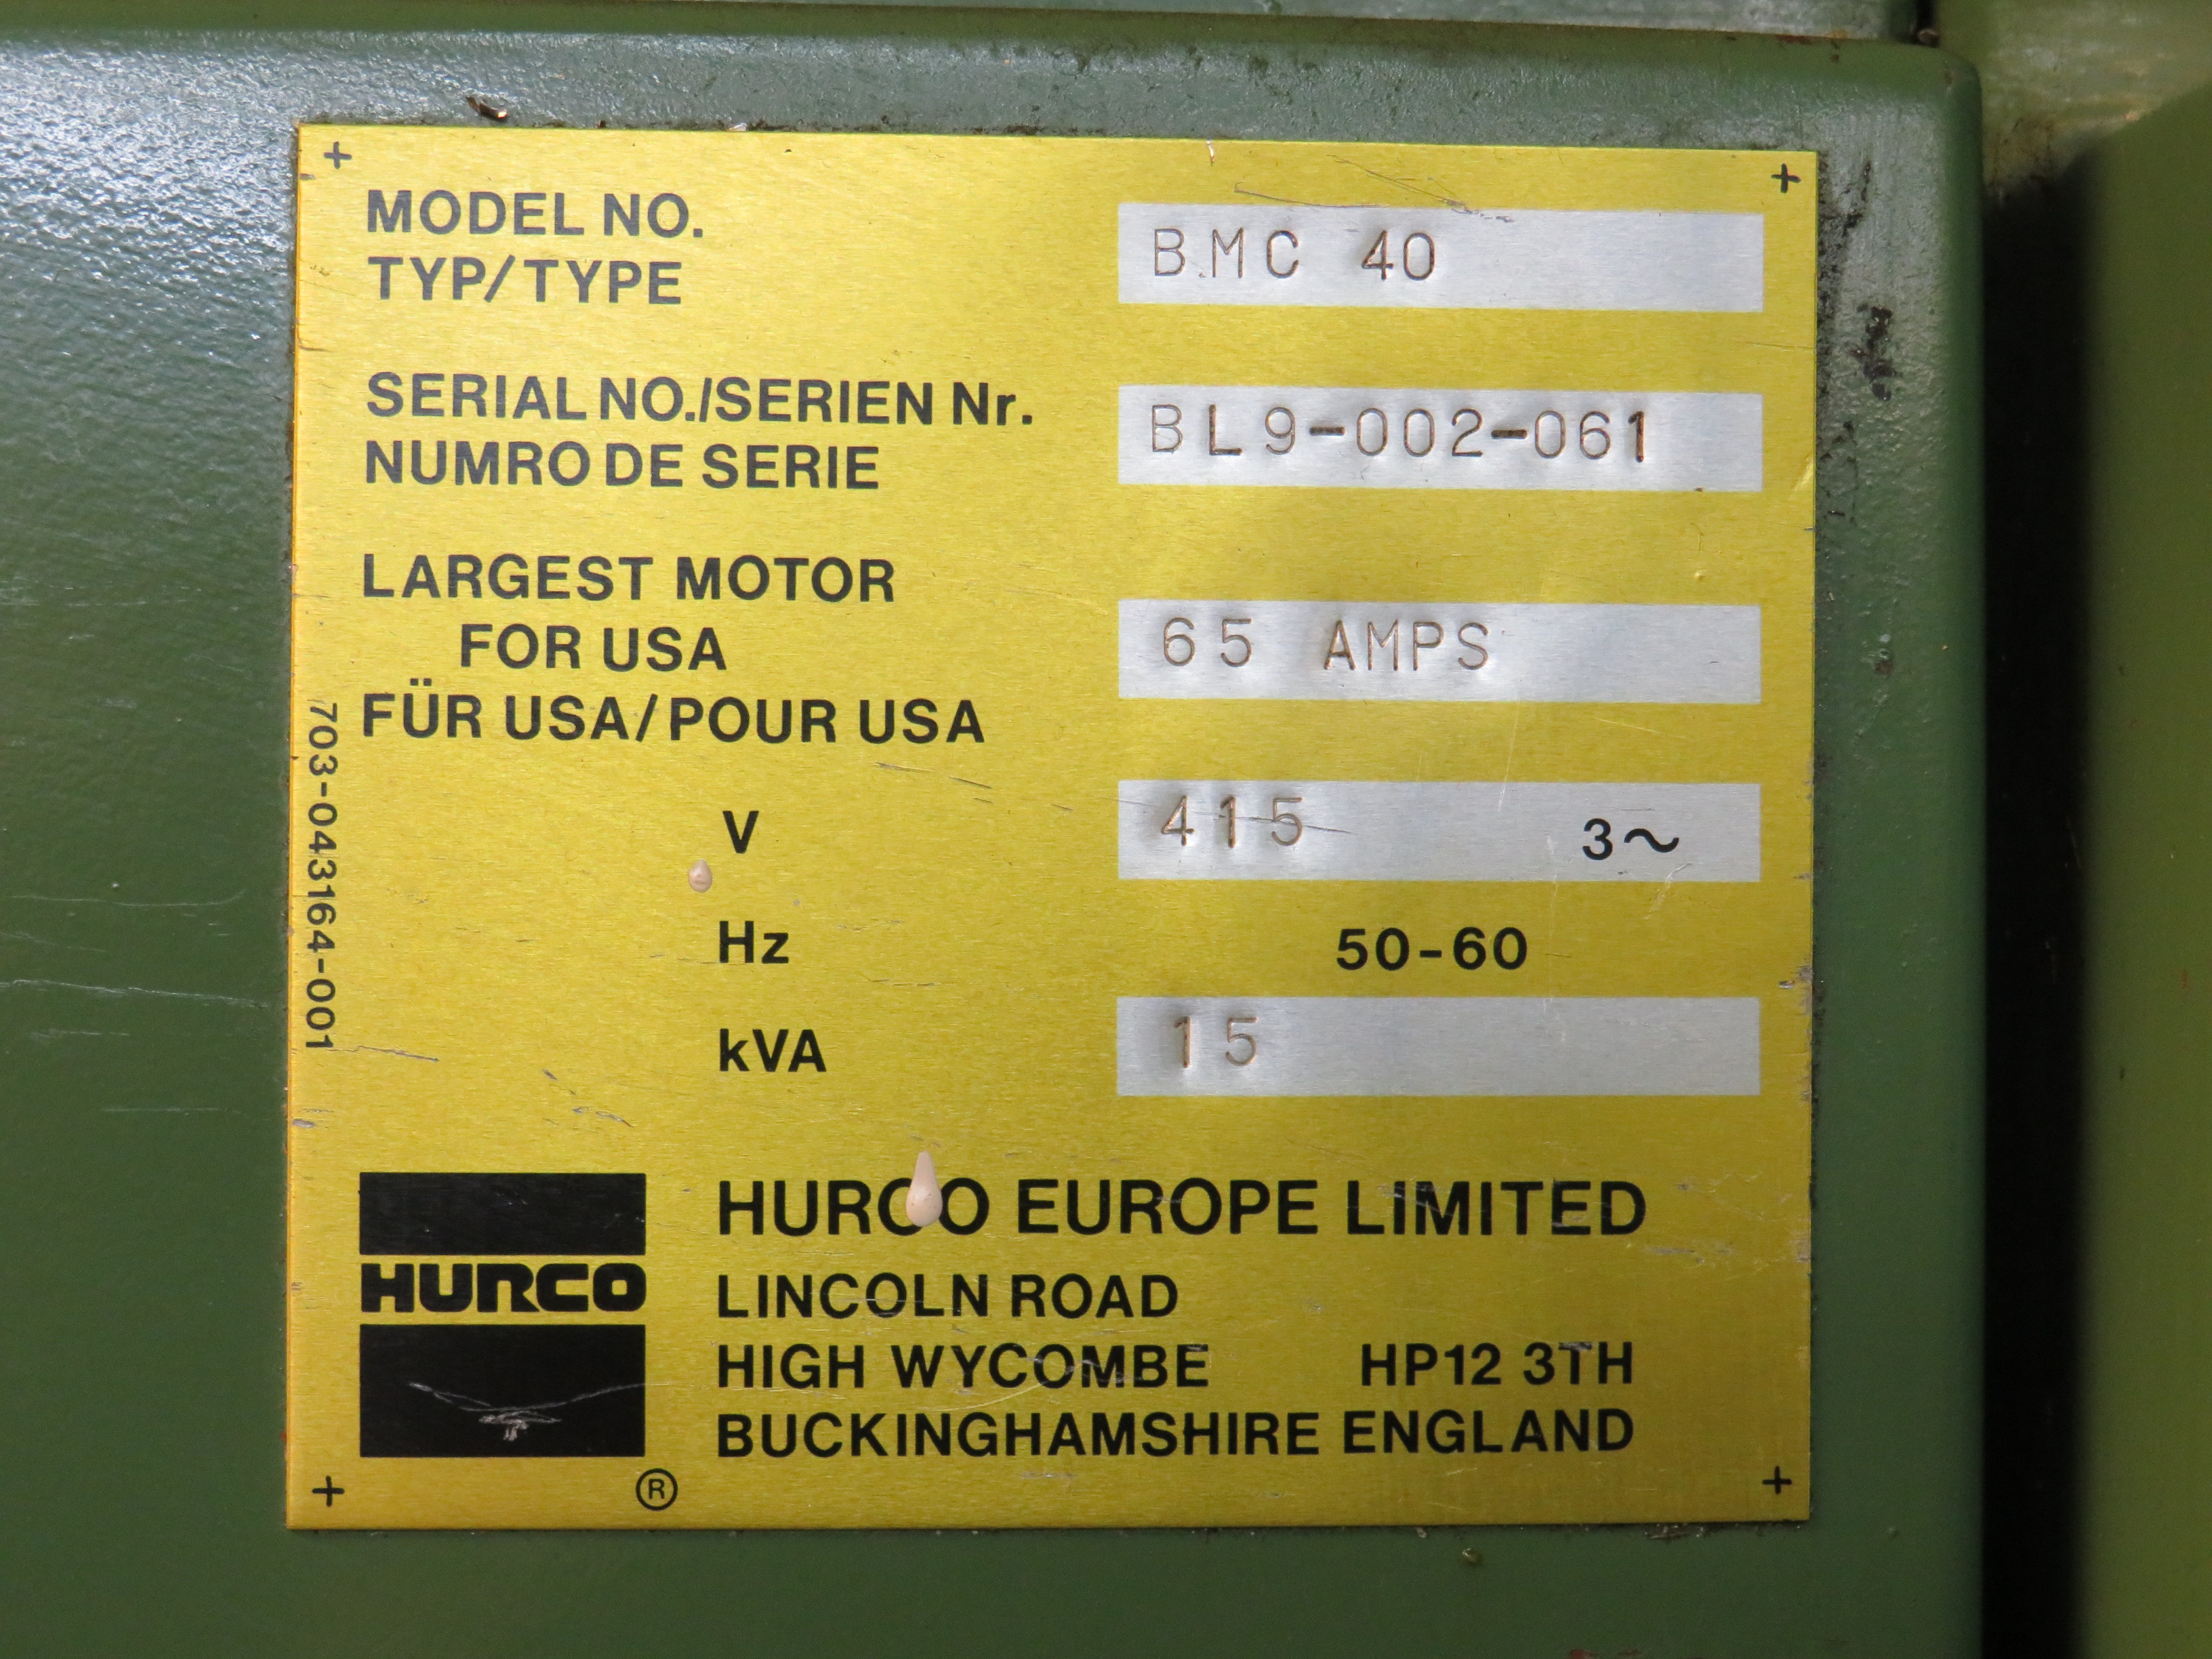 MODEL NO.
TYP/TYPE
BMC 40
SERIAL NO./SERIEN Nr.
NUMRO DE SERIE
BL9-002-061
LARGEST MOTOR
FOR USA
FÜR USA/POUR USA
65 AMPS
V 415 3~
Hz 50-60
kVA 15
703-043164-001
HURCO
®
HURCO EUROPE LIMITED
LINCOLN ROAD
HIGH WYCOMBE HP12 3TH
BUCKINGHAMSHIRE ENGLAND